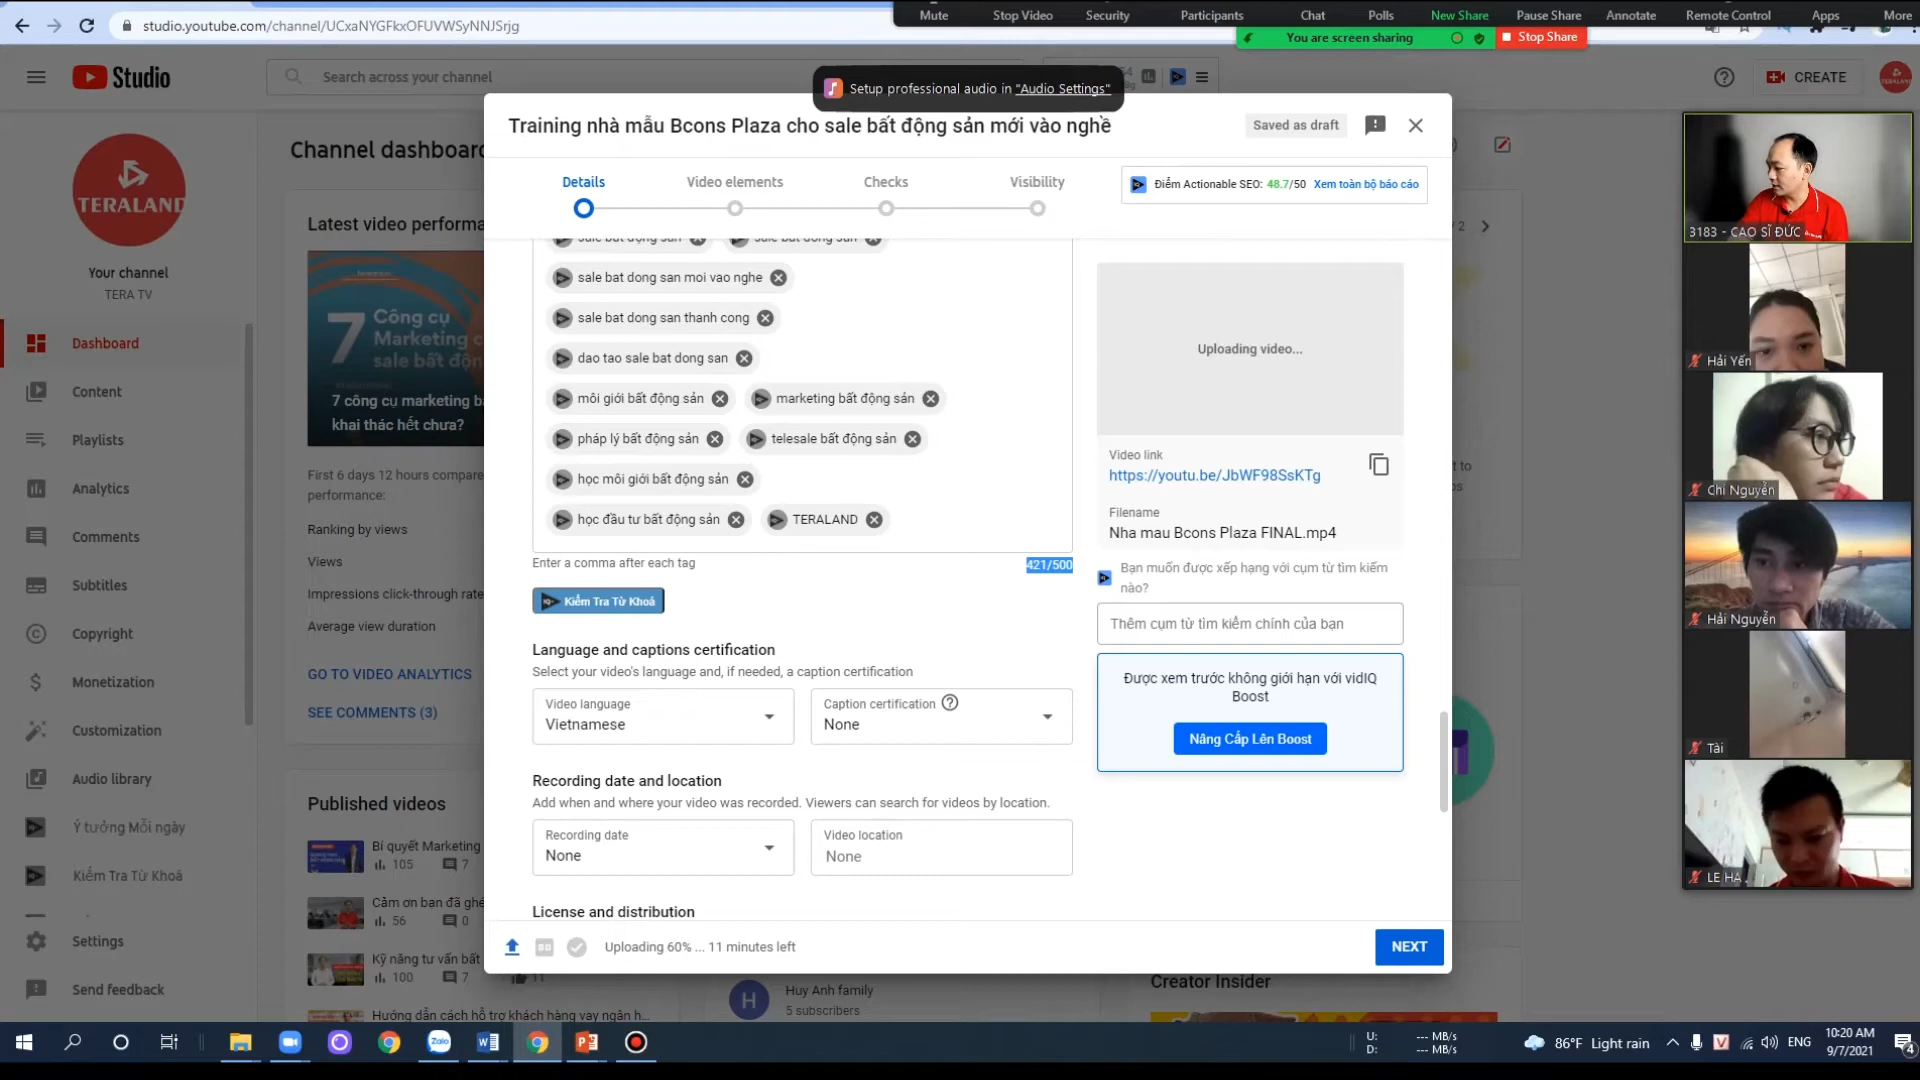 Mute
Stop Video
Security
Participants
Chat
Polls
New Share
Pause Share
Annotate
Remote Control
Apps
More
studio.youtube.com/channel/UCxaNYGFkxOFUVWSyNNJSrjg
You are screen sharing
Stop Share
Studio
Search across your channel
Setup professional audio in "Audio Settings"
CREATE
TERALAND
Your channel
TERA TV
Dashboard
Content
Playlists
Analytics
Comments
Subtitles
Copyright
Monetization
Customization
Audio library
Ý tưởng Mỗi ngày
Kiểm Tra Từ Khoá
Settings
Send feedback
Channel dashboard
Latest video performa
7
Công cụ
Marketing c
sale bất độn
7 công cụ marketing b
khai thác hết chưa?
First 6 days 12 hours compare
performance:
Ranking by views
Views
Impressions click-through rate
Average view duration
GO TO VIDEO ANALYTICS
SEE COMMENTS (3)
Published videos
Bí quyết Marketing
105
7
Cảm ơn bạn đã ghé
56
0
Kỹ năng tư vấn bất
100
7
11
Hướng dẫn cách hỗ trợ khách hàng vay ngân h...
Training nhà mẫu Bcons Plaza cho sale bất động sản mới vào nghề
Saved as draft
Details
Video elements
Checks
Visibility
Điểm Actionable SEO: 48.7/50 Xem toàn bộ báo cáo
sale bất động sản
sale bat dong san
sale bat dong san moi vao nghe
sale bat dong san thanh cong
dao tao sale bat dong san
môi giới bất động sản
marketing bất động sản
pháp lý bất động sản
telesale bất động sản
học môi giới bất động sản
học đầu tư bất động sản
TERALAND
Enter a comma after each tag
421/500
Kiểm Tra Từ Khoá
Language and captions certification
Select your video's language and, if needed, a caption certification
Video language
Vietnamese
Caption certification
None
Recording date and location
Add when and where your video was recorded. Viewers can search for videos by location.
Recording date
None
Video location
None
License and distribution
Uploading video...
Video link
https://youtu.be/JbWF98SsKTg
Filename
Nha mau Bcons Plaza FINAL.mp4
Bạn muốn được xếp hạng với cụm từ tìm kiếm
nào?
Thêm cụm từ tìm kiếm chính của bạn
Được xem trước không giới hạn với vidIQ
Boost
Nâng Cấp Lên Boost
Uploading 60% ... 11 minutes left
NEXT
/ 2
H
Huy Anh family
5 subscribers
Creator Insider
3183 - CAO SĨ ĐỨC
Hải Yến
Chí Nguyễn
Hải Nguyễn
Tài
LE HA
Zalo
U:
D:
--- MB/s
--- MB/s
86°F Light rain
ENG
10:20 AM
9/7/2021
4